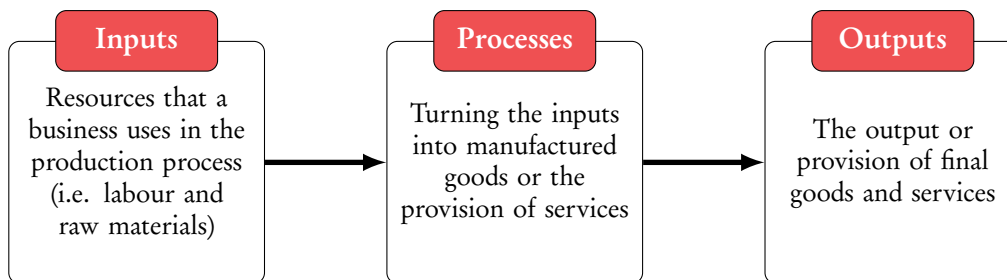 Inputs
Resources that a
business uses in the
production process
(i.e. labour and
raw materials)
Processes
Turning the inputs
into manufactured
goods or the
provision of services
Outputs
The output or
provision of final
goods and services